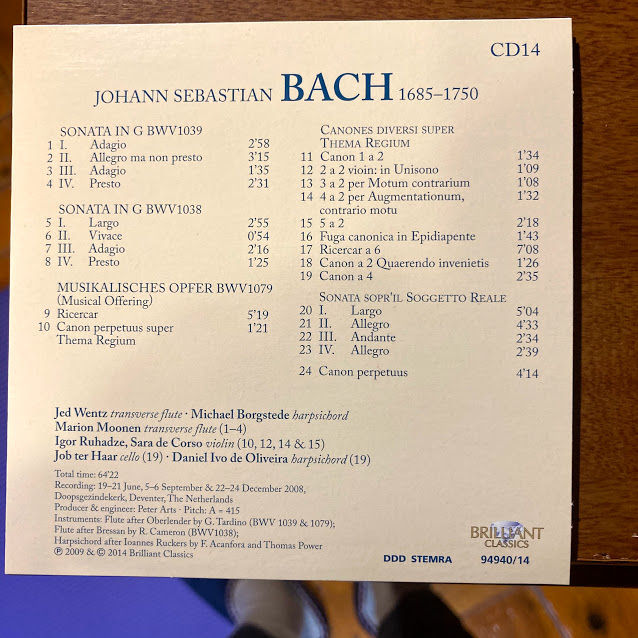 CD14
JOHANN SEBASTIAN BACH 1685–1750
SONATA IN G BWV1039
1 I. Adagio 2'58
2 II. Allegro ma non presto 3'15
3 III. Adagio 1'35
4 IV. Presto 2'31
SONATA IN G BWV1038
5 I. Largo 2'55
6 II. Vivace 0'54
7 III. Adagio 2'16
8 IV. Presto 1'25
MUSIKALISCHES OPFER BWV1079
(Musical Offering)
9 Ricercar 5'19
10 Canon perpetuus super 1'21
Thema Regium
CANONES DIVERSI SUPER
THEMA REGIUM
11 Canon 1 a 2 1'34
12 2 a 2 vioin: in Unisono 1'09
13 3 a 2 per Motum contrarium 1'08
14 4 a 2 per Augmentationum, 1'32
contrario motu
15 5 a 2 2'18
16 Fuga canonica in Epidiapente 1'43
17 Ricercar a 6 7'08
18 Canon a 2 Quaerendo invenietis 1'26
19 Canon a 4 2'35
SONATA SOPR'IL SOGGETTO REALE
20 I. Largo 5'04
21 II. Allegro 4'33
22 III. Andante 2'34
23 IV. Allegro 2'39
24 Canon perpetuus 4'14
Jed Wentz transverse flute · Michael Borgstede harpsichord
Marion Moonen transverse flute (1–4)
Igor Ruhadze, Sara de Corso violin (10, 12, 14 & 15)
Job ter Haar cello (19) · Daniel Ivo de Oliveira harpsichord (19)
Total time: 64'22
Recording: 19–21 June, 5–6 September & 22–24 December 2008,
Doopsgezindekerk, Deventer, The Netherlands
Producer & engineer: Peter Arts · Pitch: A = 415
Instruments: Flute after Oberlender by G. Tardino (BWV 1039 & 1079);
Flute after Bressan by R. Cameron (BWV1038);
Harpsichord after Ioannes Ruckers by F. Acanfora and Thomas Power
℗ 2009 & © 2014 Brilliant Classics
BRILLIANT
CLASSICS
DDD STEMRA 94940/14